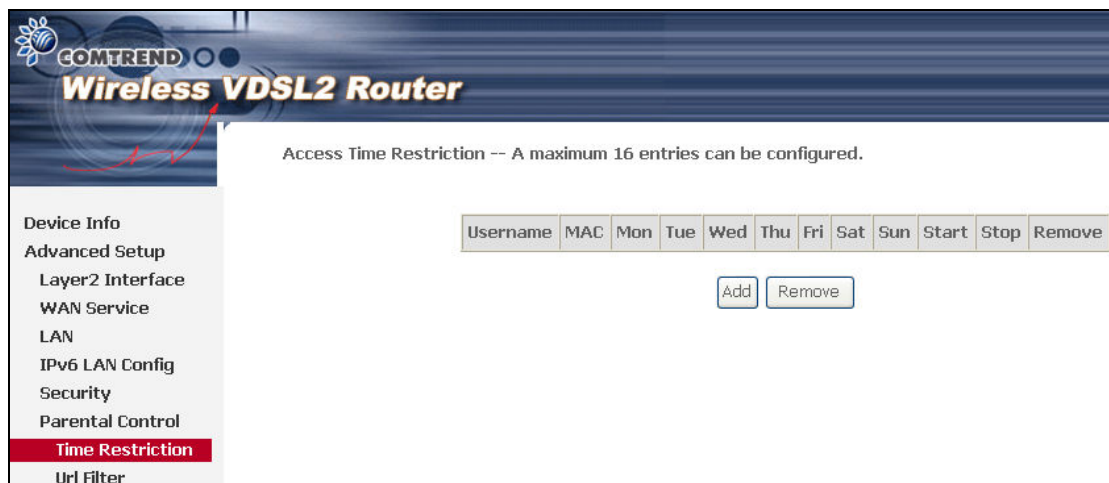 COMTREND
Wireless VDSL2 Router
Access Time Restriction -- A maximum 16 entries can be configured.
Username MAC Mon Tue Wed Thu Fri Sat Sun Start Stop Remove
Add Remove
Device Info
Advanced Setup
Layer2 Interface
WAN Service
LAN
IPv6 LAN Config
Security
Parental Control
Time Restriction
Url Filter